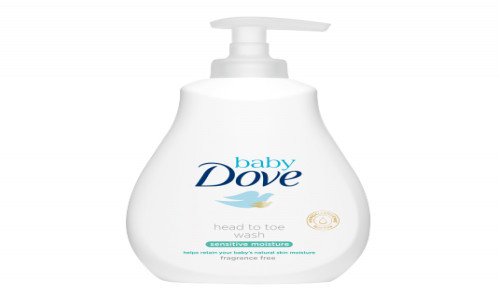 baby
Dove
head to toe
wash
sensitive moisture
helps retain your baby's natural skin moisture
fragrance free